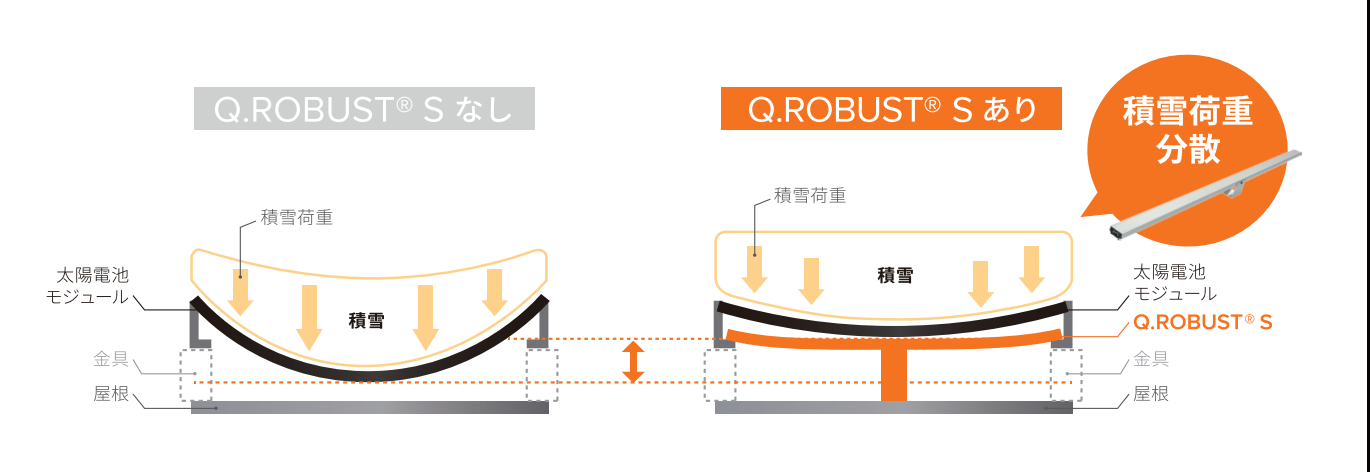 Q.ROBUST® S なし
積雪荷重
太陽電池
モジュール
積雪
金具
屋根
Q.ROBUST® S あり
積雪荷重
分散
積雪荷重
積雪
太陽電池
モジュール
Q.ROBUST® S
金具
屋根